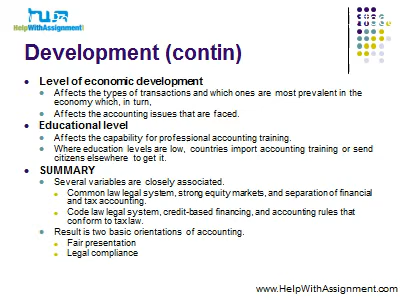 HelpWithAssignment
Development (contin)
Level of economic development
Affects the types of transactions and which ones are most prevalent in the
economy which, in turn,
Affects the accounting issues that are faced.
Educational level
Affects the capability for professional accounting training.
Where education levels are low, countries import accounting training or send
citizens elsewhere to get it.
SUMMARY
Several variables are closely associated.
Common law legal system, strong equity markets, and separation of financial
and tax accounting.
Code law legal system, credit-based financing, and accounting rules that
conform to tax law.
Result is two basic orientations of accounting.
Fair presentation
Legal compliance
www.HelpWithAssignment.com